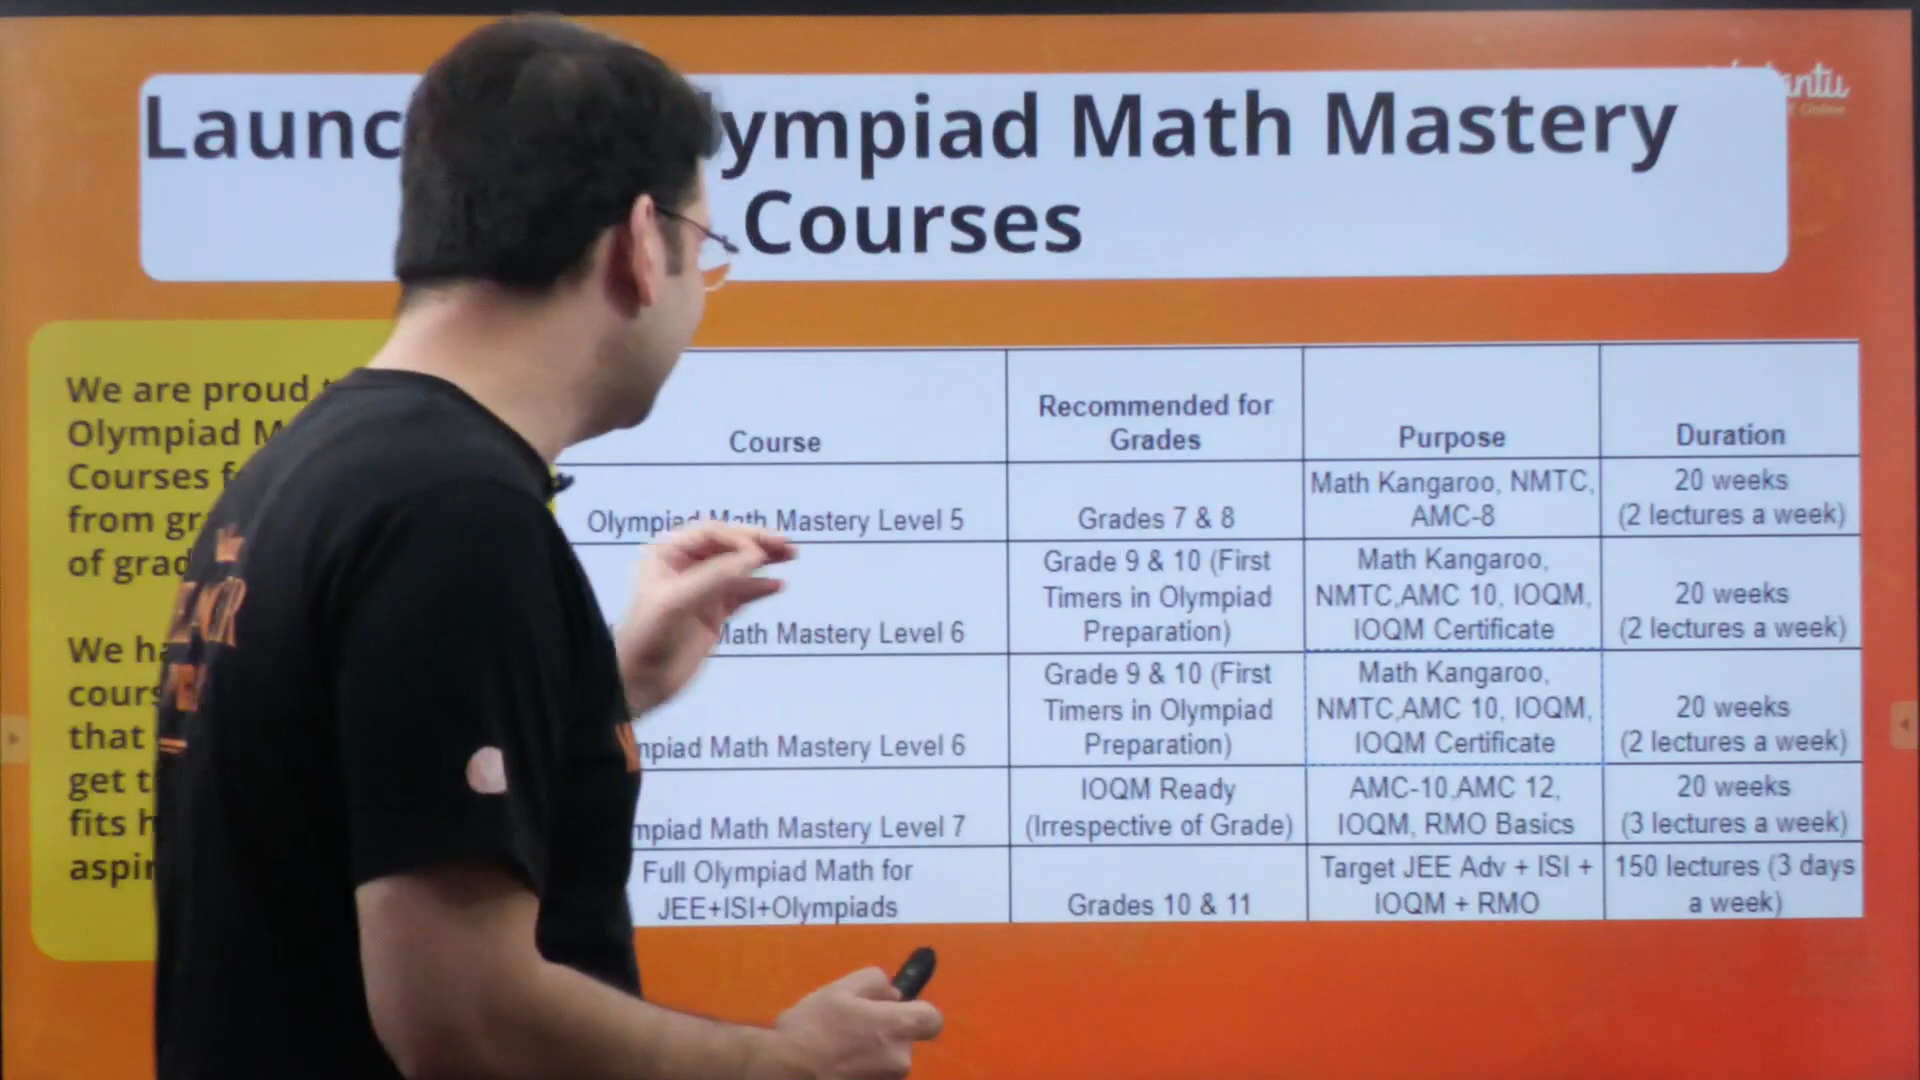 Launc ympiad Math Mastery
Courses
antu
We are proud
Olympiad M
Courses f
from gr
of grad
We ha
cours
that
get t
fits h
aspir
Course
Recommended for
Grades
Purpose
Duration
Olympiad Math Mastery Level 5
Grades 7 & 8
Math Kangaroo, NMTC,
AMC-8
20 weeks
(2 lectures a week)
Math Mastery Level 6
Grade 9 & 10 (First
Timers in Olympiad
Preparation)
Math Kangaroo,
NMTC,AMC 10, IOQM,
IOQM Certificate
20 weeks
(2 lectures a week)
mpiad Math Mastery Level 6
Grade 9 & 10 (First
Timers in Olympiad
Preparation)
Math Kangaroo,
NMTC,AMC 10, IOQM,
IOQM Certificate
20 weeks
(2 lectures a week)
mpiad Math Mastery Level 7
IOQM Ready
(Irrespective of Grade)
AMC-10,AMC 12,
IOQM, RMO Basics
20 weeks
(3 lectures a week)
Full Olympiad Math for
JEE+ISI+Olympiads
Grades 10 & 11
Target JEE Adv + ISI +
IOQM + RMO
150 lectures (3 days
a week)